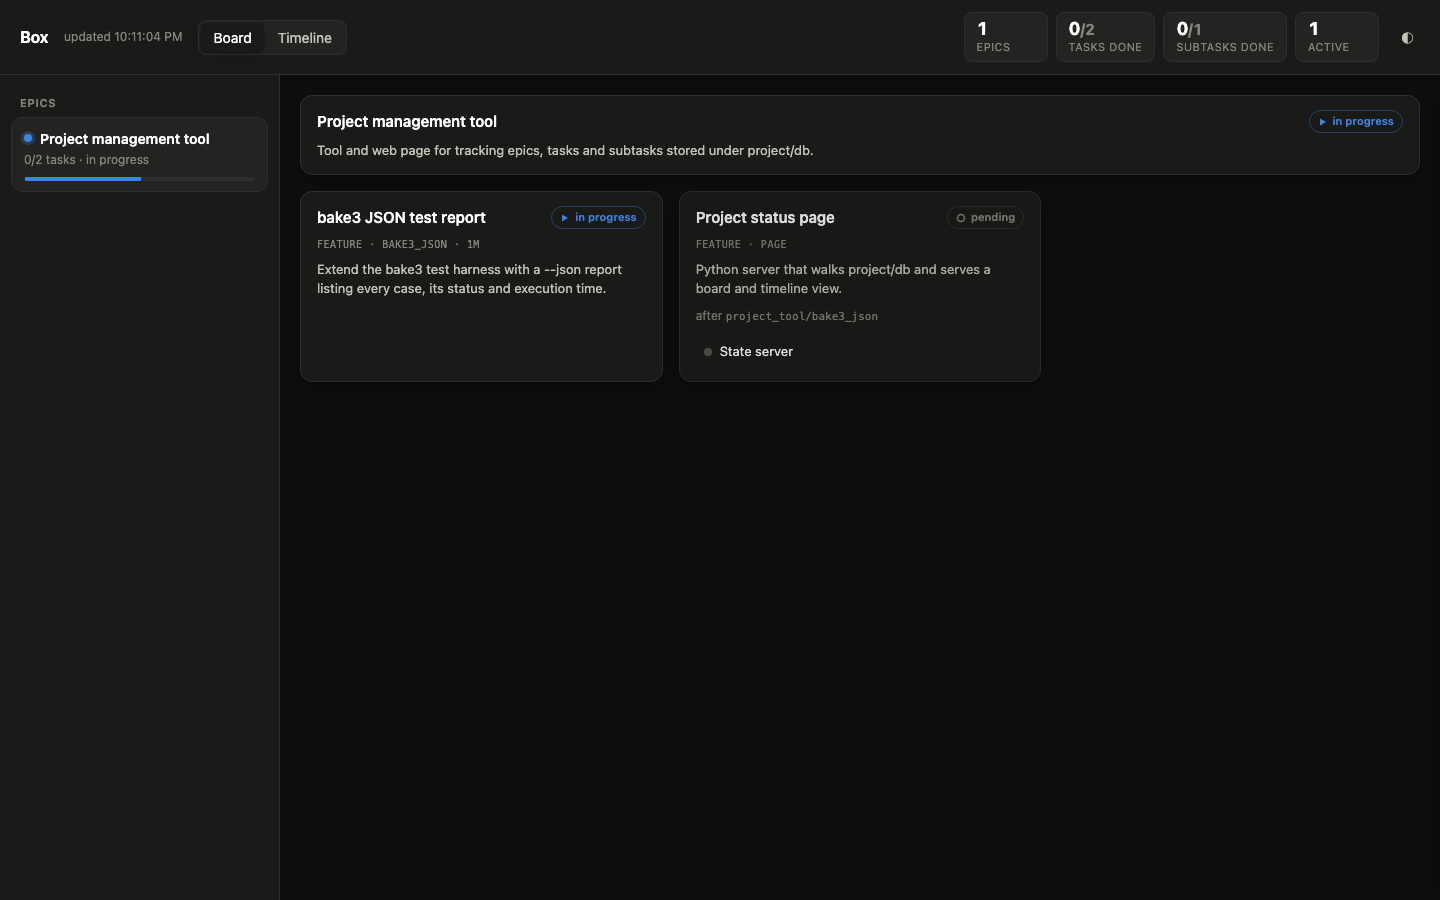 Box updated 10:11:04 PM Board Timeline
1 EPICS
0/2 TASKS DONE
0/1 SUBTASKS DONE
1 ACTIVE
EPICS
Project management tool
0/2 tasks · in progress
Project management tool in progress
Tool and web page for tracking epics, tasks and subtasks stored under project/db.
bake3 JSON test report in progress
FEATURE · BAKE3_JSON · 1M
Extend the bake3 test harness with a --json report
listing every case, its status and execution time.
Project status page pending
FEATURE · PAGE
Python server that walks project/db and serves a
board and timeline view.
after project_tool/bake3_json
State server